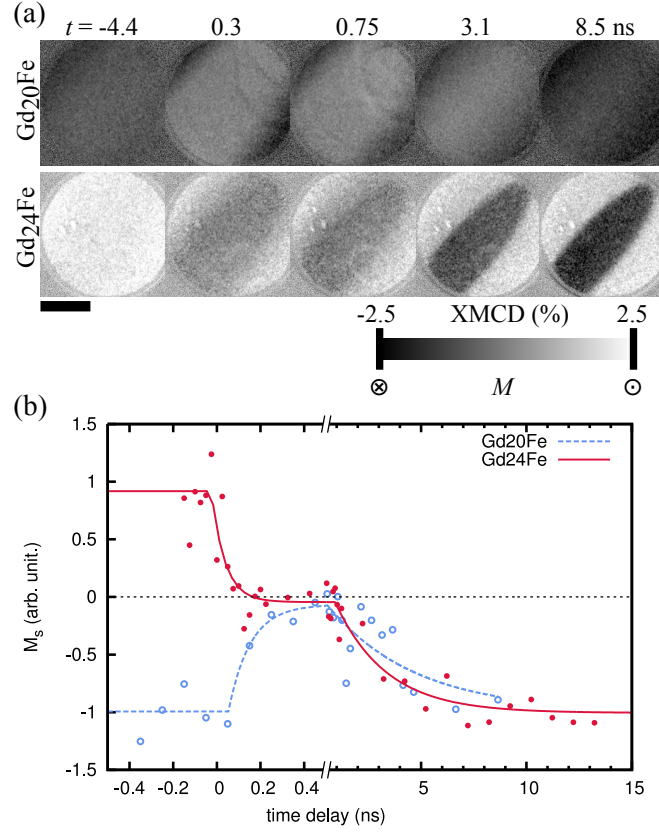 (a)
t = -4.4 0.3 0.75 3.1 8.5 ns
Gd20Fe
Gd24Fe
-2.5 XMCD (%) 2.5
⊗ M ⊙
(b)
1.5
1
0.5
0
-0.5
-1
-1.5
Ms (arb. unit.)
Gd20Fe
Gd24Fe
-0.4 -0.2 0 0.2 0.4 5 10 15
time delay (ns)